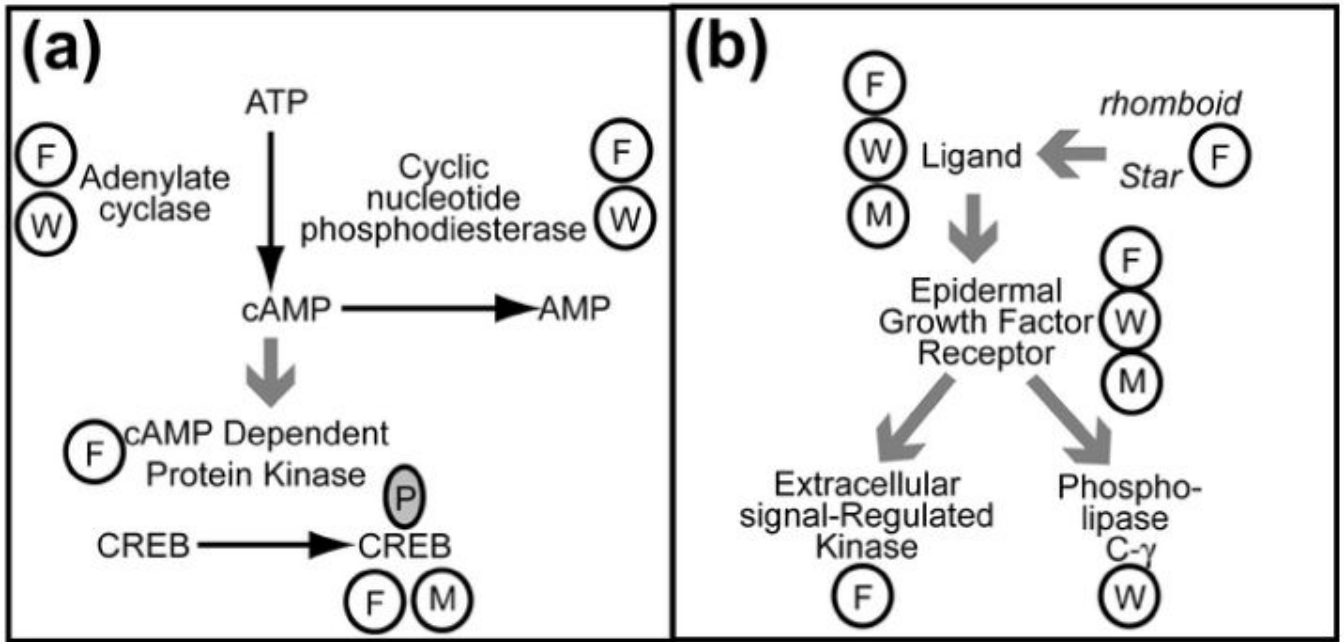 (a)
ATP
F
W
Adenylate
cyclase
Cyclic
nucleotide
phosphodiesterase
F
W
cAMP
AMP
F
cAMP Dependent
Protein Kinase
P
CREB
CREB
F
M
(b)
F
W
M
Ligand
rhomboid
Star
F
Epidermal
Growth Factor
Receptor
F
W
M
Extracellular
signal-Regulated
Kinase
F
Phospho-
lipase
C-γ
W